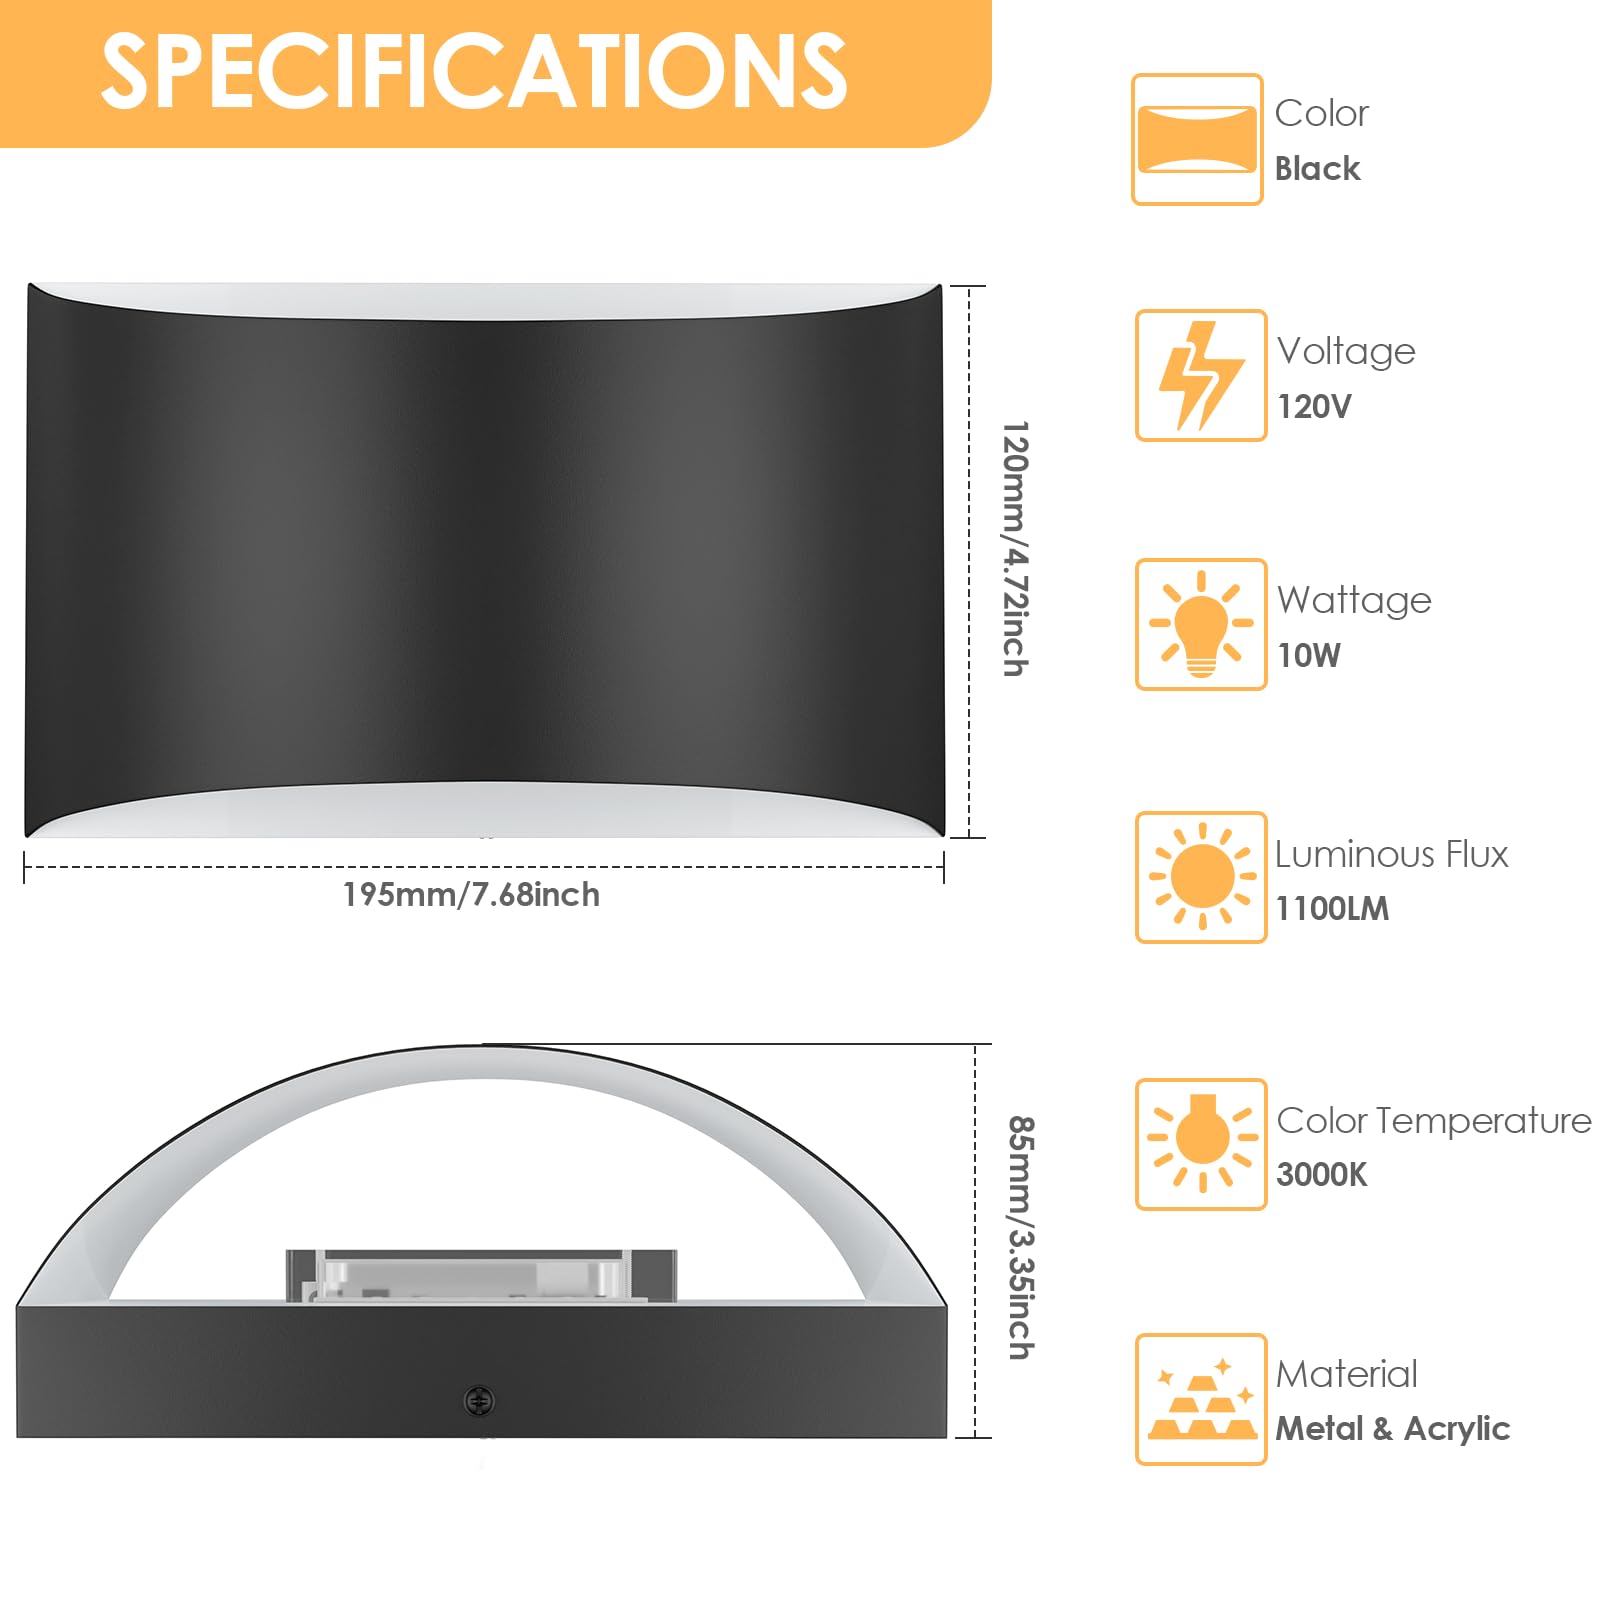 SPECIFICATIONS
Color
Black
120mm/4.72inch
Voltage
120V
Wattage
10W
195mm/7.68inch
Luminous Flux
1100LM
85mm/3.35inch
Color Temperature
3000K
Material
Metal & Acrylic